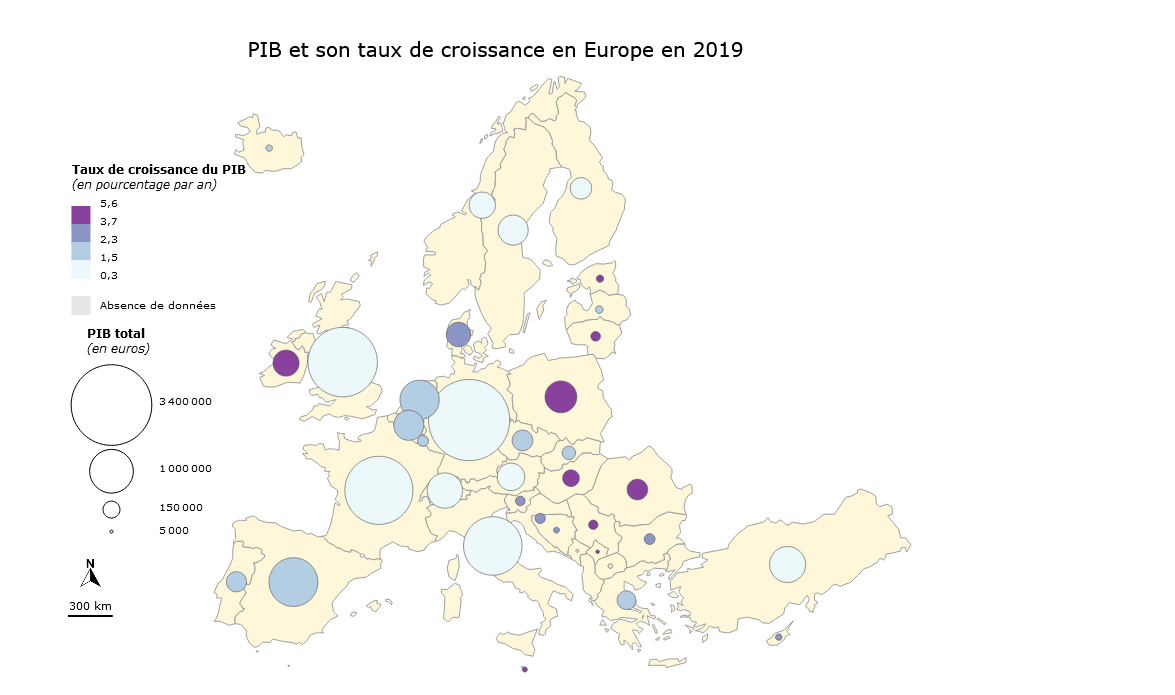 PIB et son taux de croissance en Europe en 2019
Taux de croissance du PIB
(en pourcentage par an)
5,6
3,7
2,3
1,5
0,3
Absence de données
PIB total
(en euros)
3 400 000
1 000 000
150 000
5 000
N
300 km